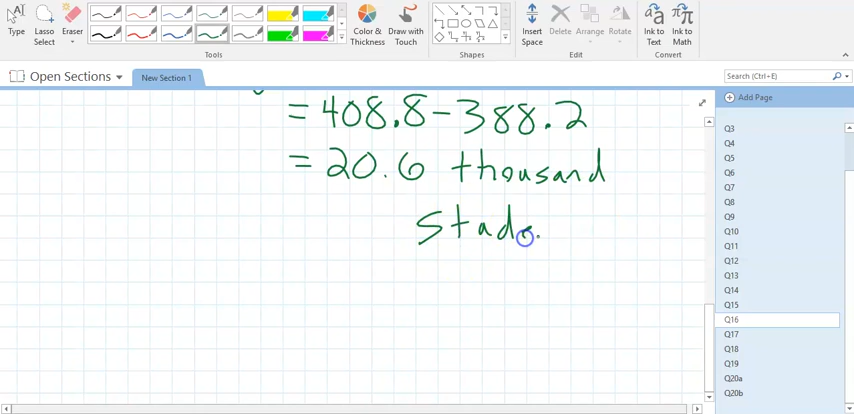 Type
Lasso Select
Eraser
Color & Thickness
Draw with Touch
Insert Space
Delete
Arrange
Rotate
Ink to Text
Ink to Math
Tools
Shapes
Edit
Convert
Open Sections
New Section 1
Search (Ctrl+E)
Add Page
= 408.8 - 388.2
= 20.6 thousand
Q3
Q4
Q5
Q6
Q7
Q8
Q9
Q10
Q11
Q12
Q13
Q14
Q15
Q16
Q17
Q18
Q19
Q20a
Q20b